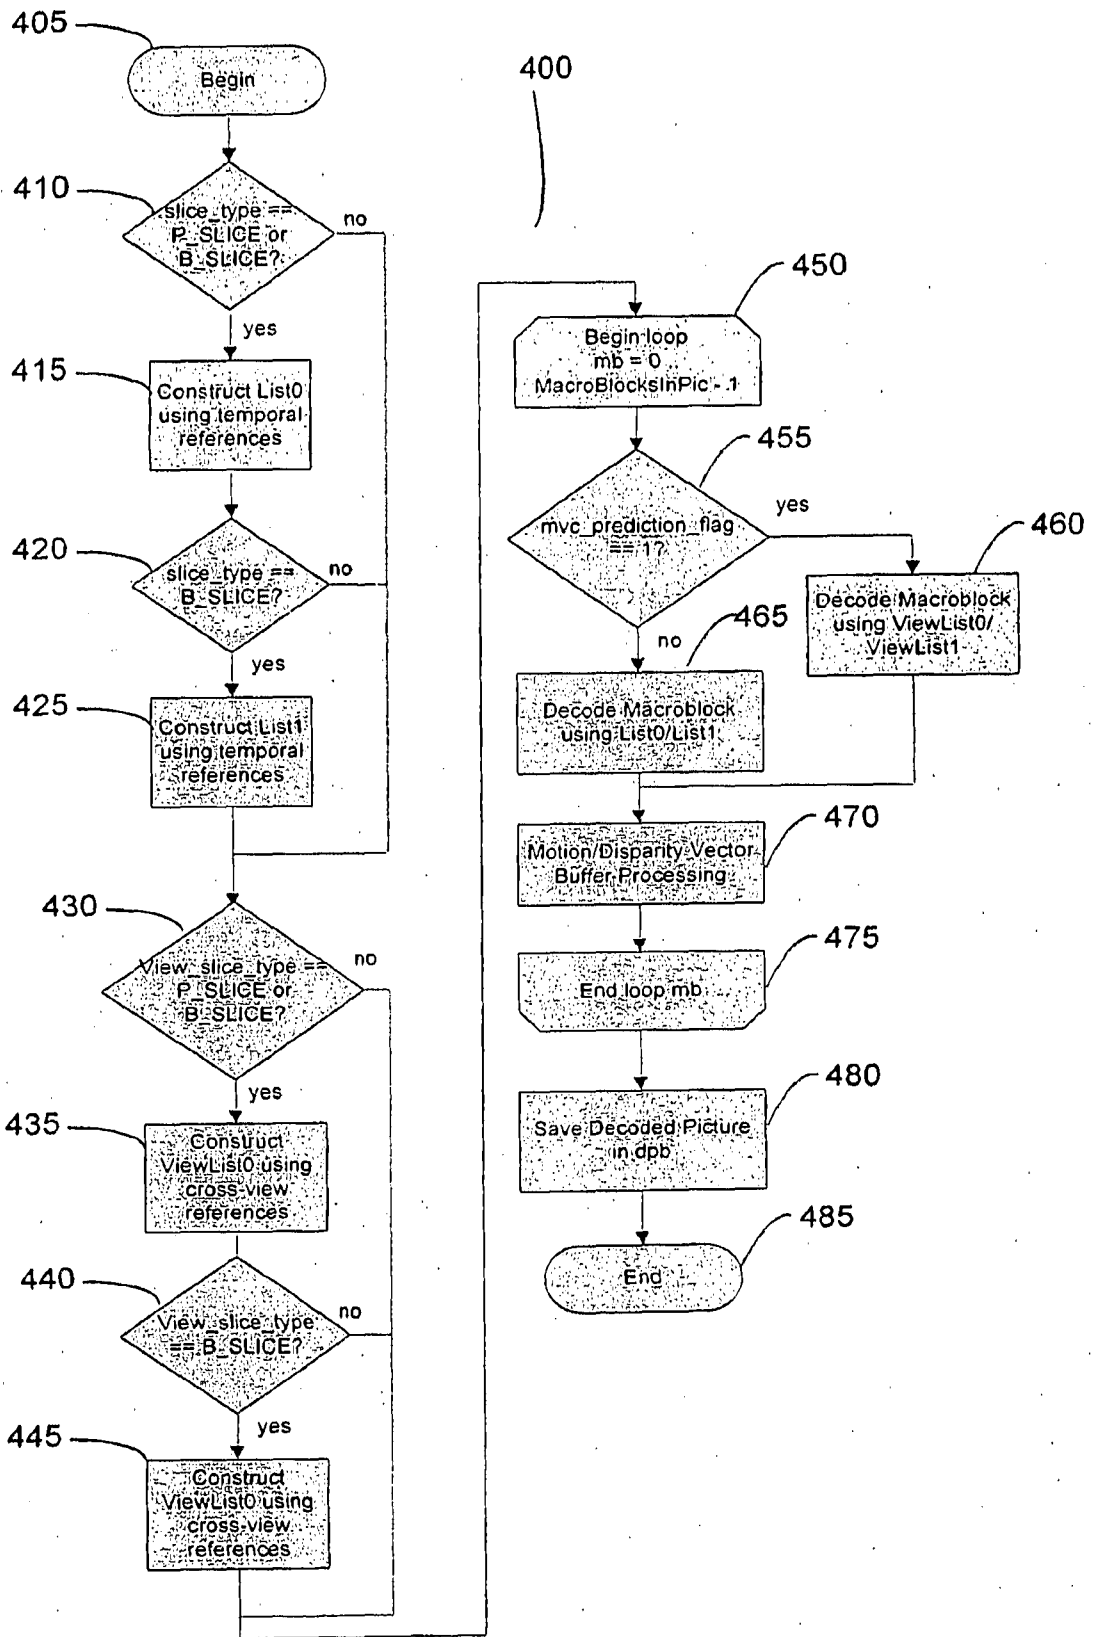 405
Begin
400
410
slice_type ==
P_SLICE or
B_SLICE?
no
yes
415
Construct List0
using temporal
references
420
slice_type ==
B_SLICE?
no
yes
425
Construct List1
using temporal
references
430
View_slice_type ==
P_SLICE or
B_SLICE?
no
yes
435
Construct
ViewList0 using
cross-view
references
440
View_slice_type
== B_SLICE?
no
yes
445
Construct
ViewList0 using
cross-view
references
450
Begin loop
mb = 0
MacroBlocksInPic - 1
455
mvc_prediction_flag
== 1?
yes
no
460
Decode Macroblock
using ViewList0/
ViewList1
465
Decode Macroblock
using List0/List1
470
Motion/Disparity Vector
Buffer Processing
475
End loop mb
480
Save Decoded Picture
in dpb
485
End